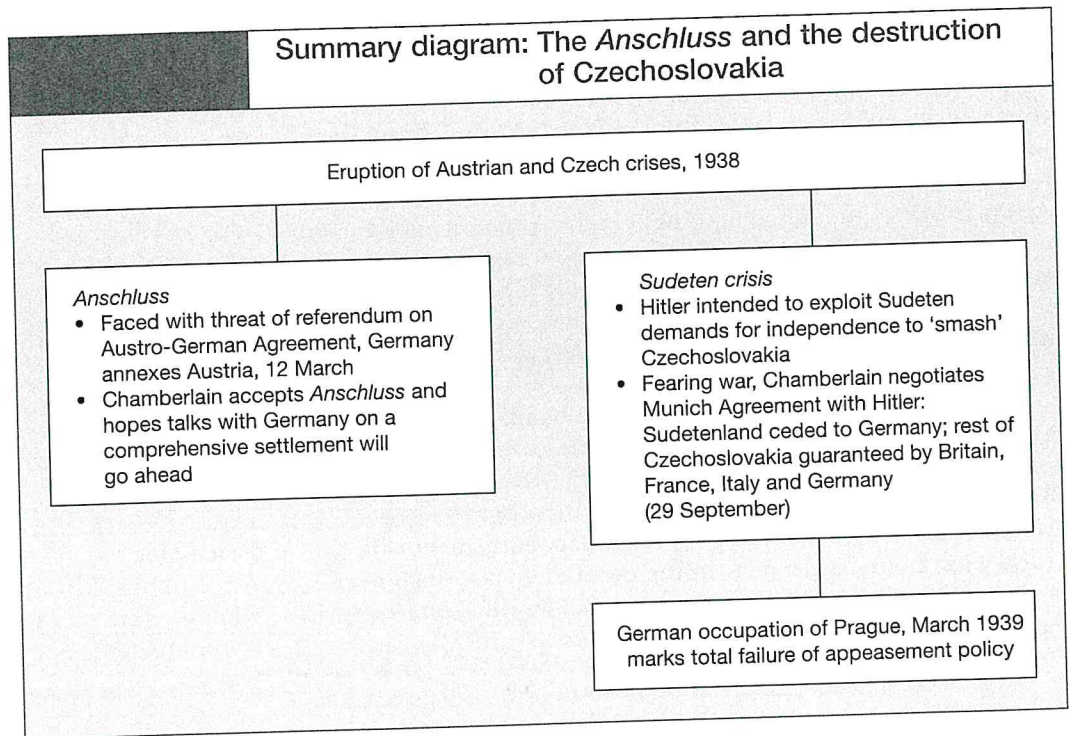 Summary diagram: The Anschluss and the destruction
of Czechoslovakia
Eruption of Austrian and Czech crises, 1938
Anschluss
• Faced with threat of referendum on
Austro-German Agreement, Germany
annexes Austria, 12 March
• Chamberlain accepts Anschluss and
hopes talks with Germany on a
comprehensive settlement will
go ahead
Sudeten crisis
• Hitler intended to exploit Sudeten
demands for independence to ‘smash’
Czechoslovakia
• Fearing war, Chamberlain negotiates
Munich Agreement with Hitler:
Sudetenland ceded to Germany; rest of
Czechoslovakia guaranteed by Britain,
France, Italy and Germany
(29 September)
German occupation of Prague, March 1939
marks total failure of appeasement policy